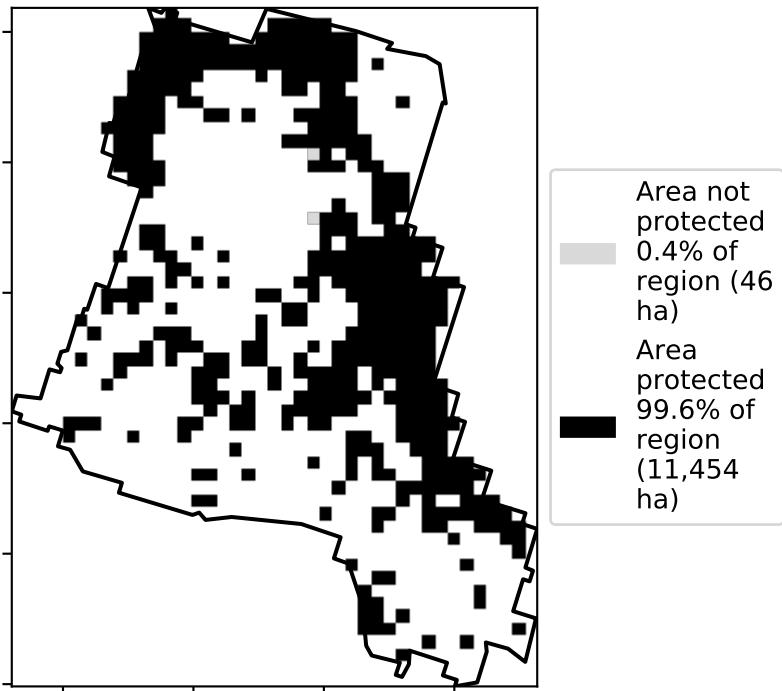 Area not
protected
0.4% of
region (46
ha)
Area
protected
99.6% of
region
(11,454
ha)